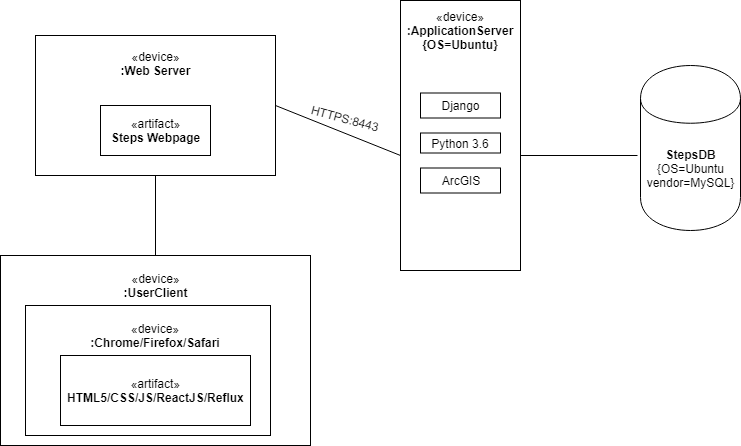 «device»
:Web Server
«artifact»
Steps Webpage
HTTPS:8443
«device»
:ApplicationServer
{OS=Ubuntu}
Django
Python 3.6
ArcGIS
StepsDB
{OS=Ubuntu
vendor=MySQL}
«device»
:UserClient
«device»
:Chrome/Firefox/Safari
«artifact»
HTML5/CSS/JS/ReactJS/Reflux